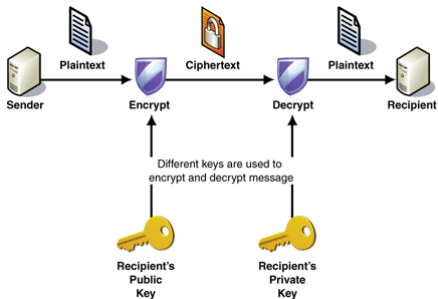 Plaintext
Ciphertext
Plaintext
Sender
Encrypt
Decrypt
Recipient
Different keys are used to
encrypt and decrypt message
Recipient's
Public
Key
Recipient's
Private
Key